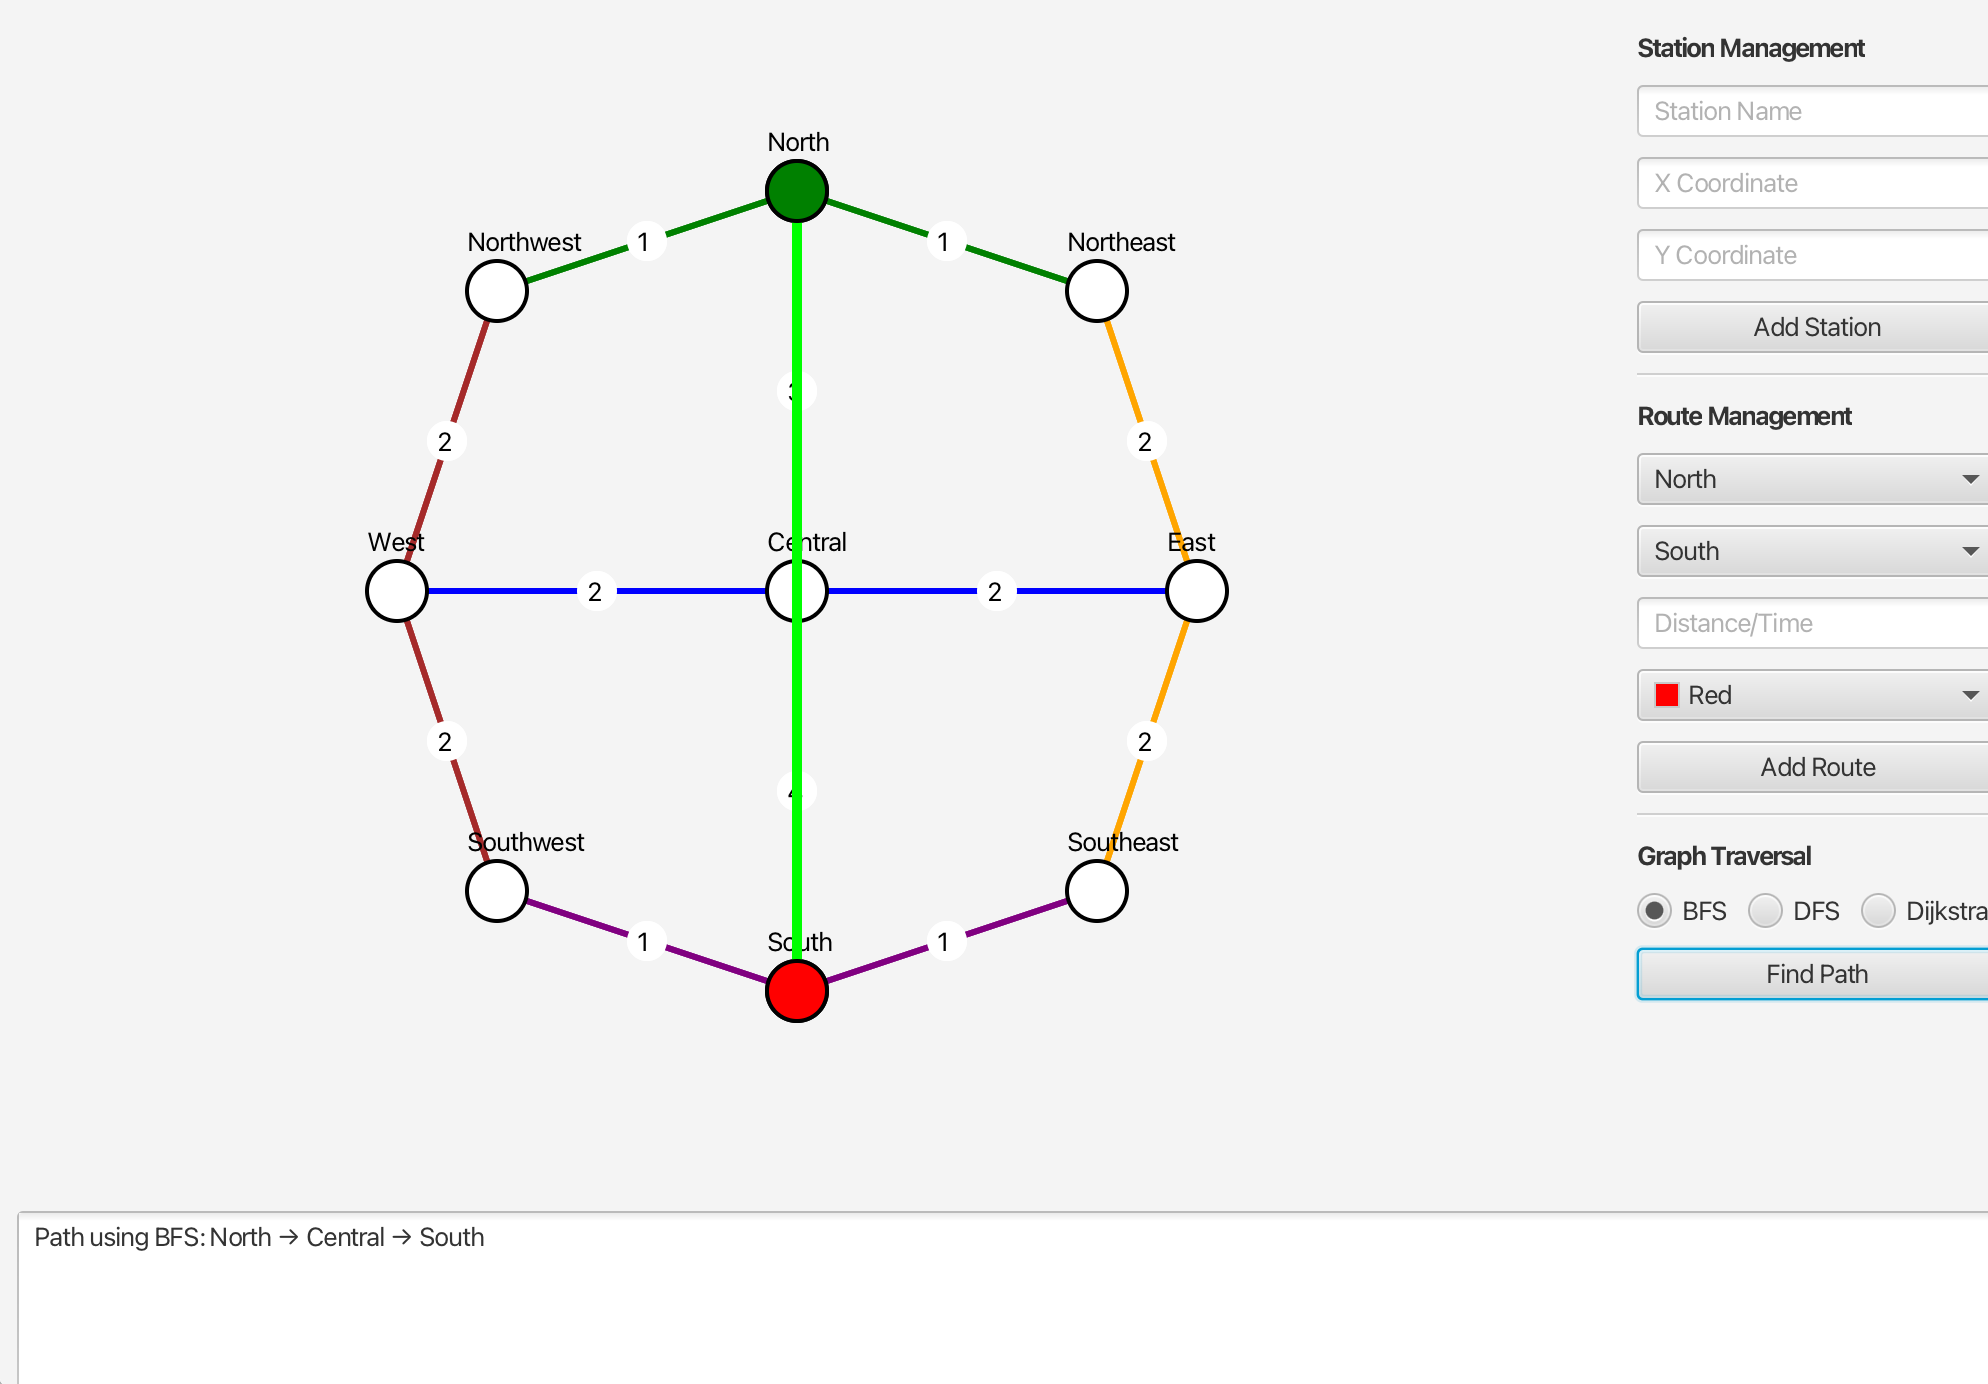 North
Northwest
Northeast
1
1
2
2
3
West
Central
East
2
2
2
2
4
Southwest
Southeast
1
1
South
Station Management
Station Name
X Coordinate
Y Coordinate
Add Station
Route Management
North
South
Distance/Time
Red
Add Route
Graph Traversal
BFS DFS Dijkstra
Find Path
Path using BFS: North → Central → South